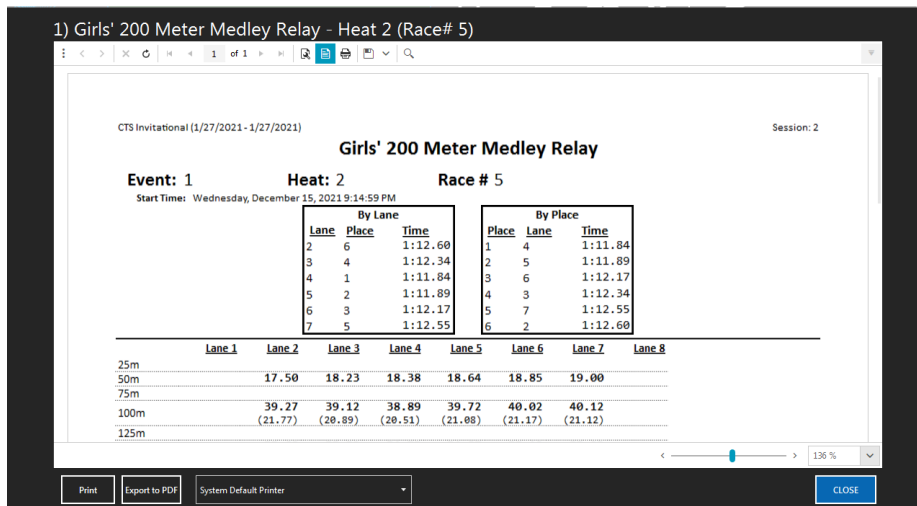 1) Girls' 200 Meter Medley Relay - Heat 2 (Race# 5)
1 of 1
CTS Invitational (1/27/2021 - 1/27/2021) Session: 2
Girls' 200 Meter Medley Relay
Event: 1 Heat: 2 Race # 5
Start Time: Wednesday, December 15, 2021 9:14:59 PM
By Lane By Place
Lane Place Time Place Lane Time
2 6 1:12.60 1 4 1:11.84
3 4 1:12.34 2 5 1:11.89
4 1 1:11.84 3 6 1:12.17
5 2 1:11.89 4 3 1:12.34
6 3 1:12.17 5 7 1:12.55
7 5 1:12.55 6 2 1:12.60
Lane 1 Lane 2 Lane 3 Lane 4 Lane 5 Lane 6 Lane 7 Lane 8
25m
50m 17.50 18.23 18.38 18.64 18.85 19.00
75m
100m 39.27 39.12 38.89 39.72 40.02 40.12
(21.77) (20.89) (20.51) (21.08) (21.17) (21.12)
125m
136 %
Print Export to PDF System Default Printer CLOSE